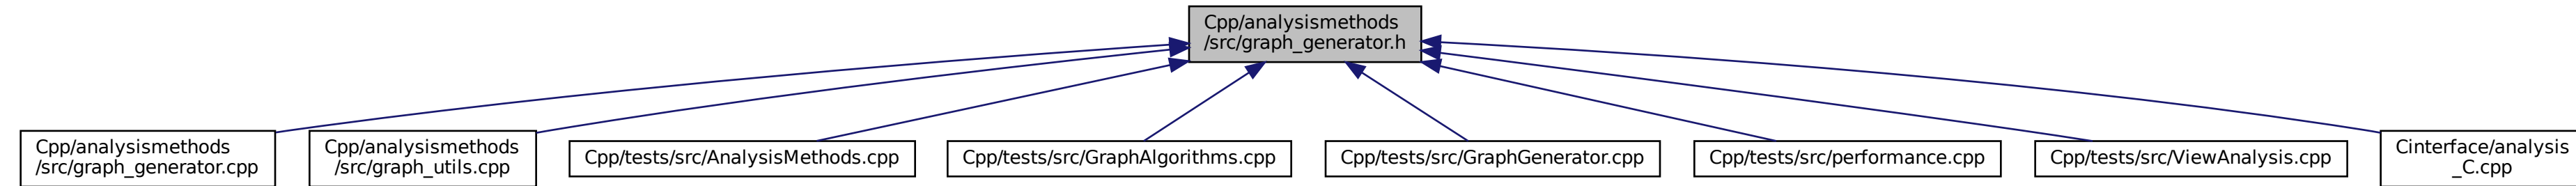 Cpp/analysismethods
/src/graph_generator.h
Cpp/analysismethods
/src/graph_generator.cpp
Cpp/analysismethods
/src/graph_utils.cpp
Cpp/tests/src/AnalysisMethods.cpp
Cpp/tests/src/GraphAlgorithms.cpp
Cpp/tests/src/GraphGenerator.cpp
Cpp/tests/src/performance.cpp
Cpp/tests/src/ViewAnalysis.cpp
Cinterface/analysis
_C.cpp